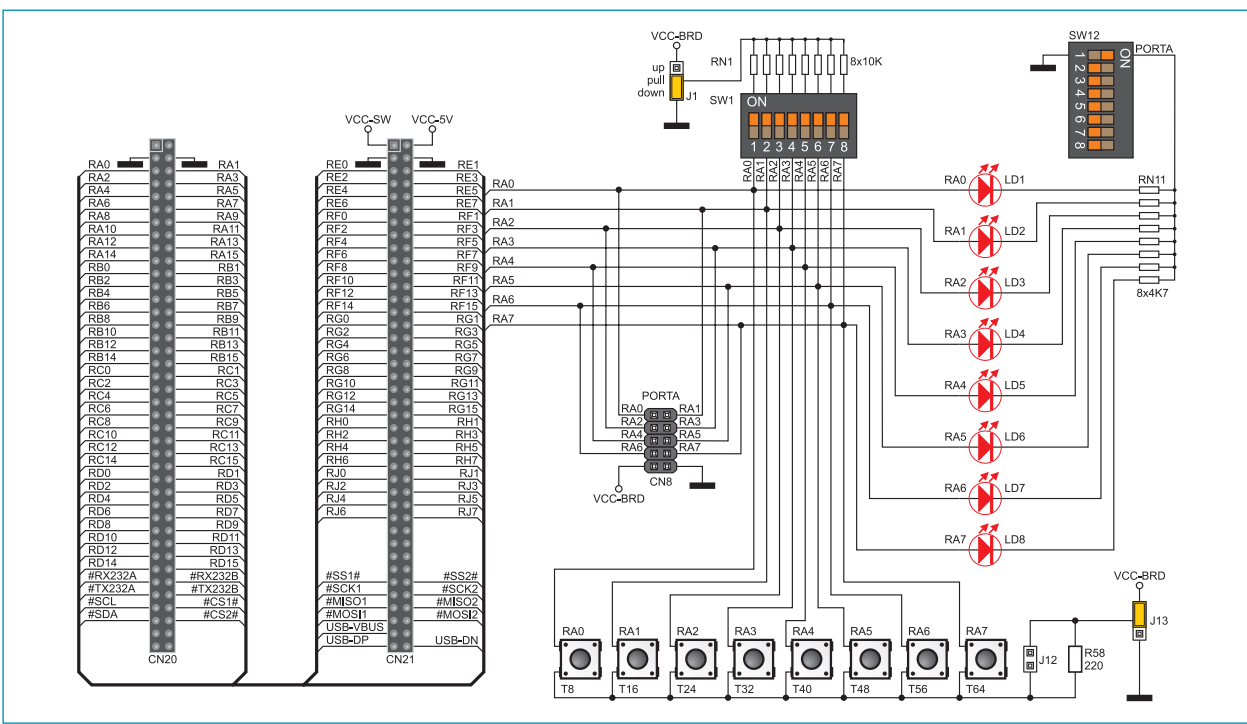 VCC-BRD
up
pull
down
J1
RN1
8x10K
SW1
ON
1 2 3 4 5 6 7 8
RA0 RA1 RA2 RA3 RA4 RA5 RA6 RA7
SW12
PORTA
ON
1 2 3 4 5 6 7 8
VCC-SW VCC-5V
RA0 RA1
RA2 RA3
RA4 RA5
RA6 RA7
RA8 RA9
RA10 RA11
RA12 RA13
RA14 RA15
RB0 RB1
RB2 RB3
RB4 RB5
RB6 RB7
RB8 RB9
RB10 RB11
RB12 RB13
RB14 RB15
RC0 RC1
RC2 RC3
RC4 RC5
RC6 RC7
RC8 RC9
RC10 RC11
RC12 RC13
RC14 RC15
RD0 RD1
RD2 RD3
RD4 RD5
RD6 RD7
RD8 RD9
RD10 RD11
RD12 RD13
RD14 RD15
#RX232A #RX232B
#TX232A #TX232B
#SCL #CS1#
#SDA #CS2#
CN20
RE0 RE1
RE2 RE3
RE4 RE5
RE6 RE7
RF0 RF1
RF2 RF3
RF4 RF5
RF6 RF7
RF8 RF9
RF10 RF11
RF12 RF13
RF14 RF15
RG0 RG1
RG2 RG3
RG4 RG5
RG6 RG7
RG8 RG9
RG10 RG11
RG12 RG13
RG14 RG15
RH0 RH1
RH2 RH3
RH4 RH5
RH6 RH7
RJ0 RJ1
RJ2 RJ3
RJ4 RJ5
RJ6 RJ7
#SS1# #SS2#
#SCK1 #SCK2
#MISO1 #MISO2
#MOSI1 #MOSI2
USB-VBUS
USB-DP USB-DN
CN21
RA0
RA1
RA2
RA3
RA4
RA5
RA6
RA7
PORTA
RA0 RA1
RA2 RA3
RA4 RA5
RA6 RA7
CN8
VCC-BRD
RA0 LD1
RA1 LD2
RA2 LD3
RA3 LD4
RA4 LD5
RA5 LD6
RA6 LD7
RA7 LD8
RN11
8x4K7
RA0 RA1 RA2 RA3 RA4 RA5 RA6 RA7
T8 T16 T24 T32 T40 T48 T56 T64
J12
R58
220
VCC-BRD
J13